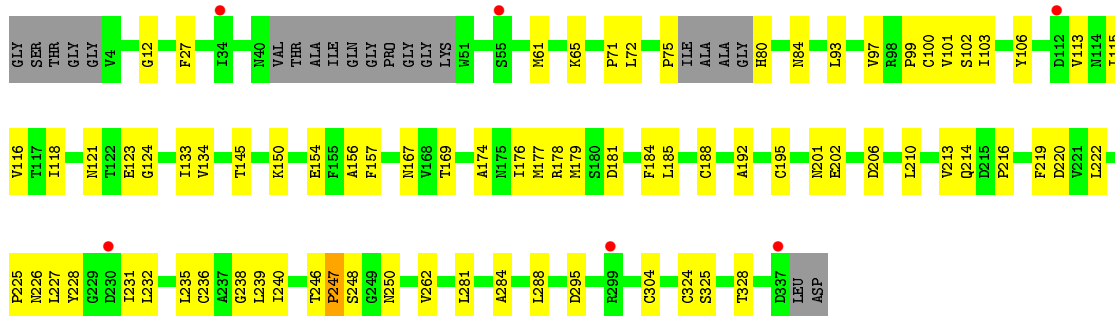 GLY SER THR GLY GLY V4 G12 F27 I34 N40 VAL THR ALA ILE GLN GLY PRO GLY GLY LYS W51 S55 M61 K65 P71 L72 P75 ILE ALA ALA GLY H80 N84 L93 V97 R98 P99 C100 V101 S102 I103 Y106 D112 V113 N114
V116 T117 I118 N121 T122 E123 G124 I133 V134 T145 K150 E154 F155 A156 F157 N167 V168 T169 A174 N175 I176 M177 R178 M179 S180 D181 F184 L185 C188 A192 C195 N201 E202 D206 L210 V213 Q214 D215 P216 F219 D220 V221 L222
P225 N226 L227 Y228 G229 D230 I231 L232 L235 C236 A237 G238 L239 I240 T246 P247 S248 G249 N250 V262 L281 A284 L288 D295 R299 C304 C324 S325 T328 D337 LEU ASP